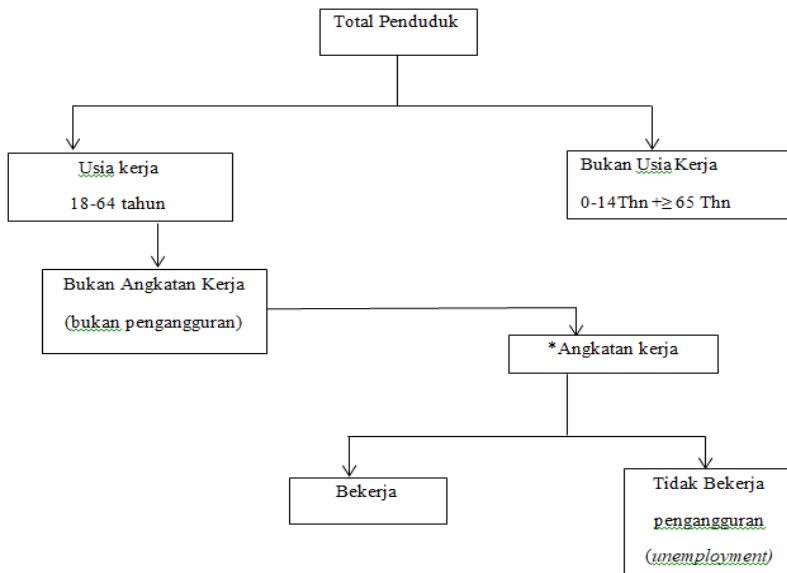 Total Penduduk
Usia kerja
18-64 tahun
Bukan Usia Kerja
0-14Thn +≥ 65 Thn
Bukan Angkatan Kerja
(bukan pengangguran)
*Angkatan kerja
Bekerja
Tidak Bekerja
pengangguran
(unemployment)